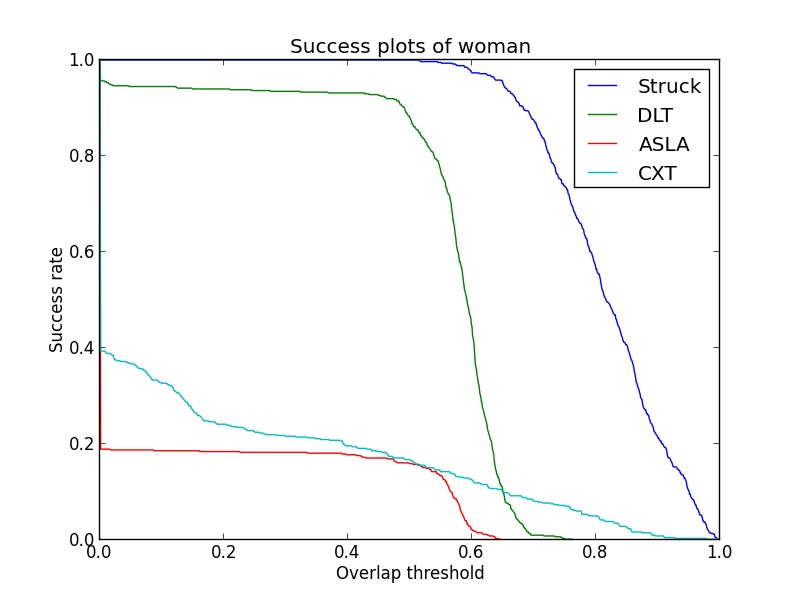 Success plots of woman
1.0
0.8
0.6
0.4
0.2
0.0
Success rate
Struck
DLT
ASLA
CXT
0.0 0.2 0.4 0.6 0.8 1.0
Overlap threshold